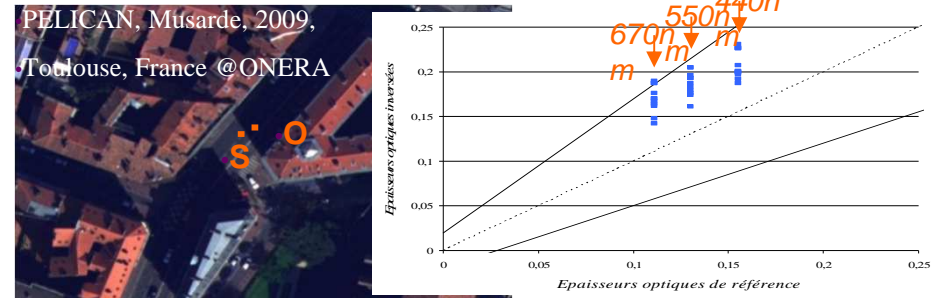 PELICAN, Musarde, 2009,
Toulouse, France @ONERA
O
S
440n
550n
m
670n
m
m
Epaisseurs optiques inversées
0,25
0,2
0,15
0,1
0,05
0
0 0,05 0,1 0,15 0,2 0,25
Epaisseurs optiques de référence